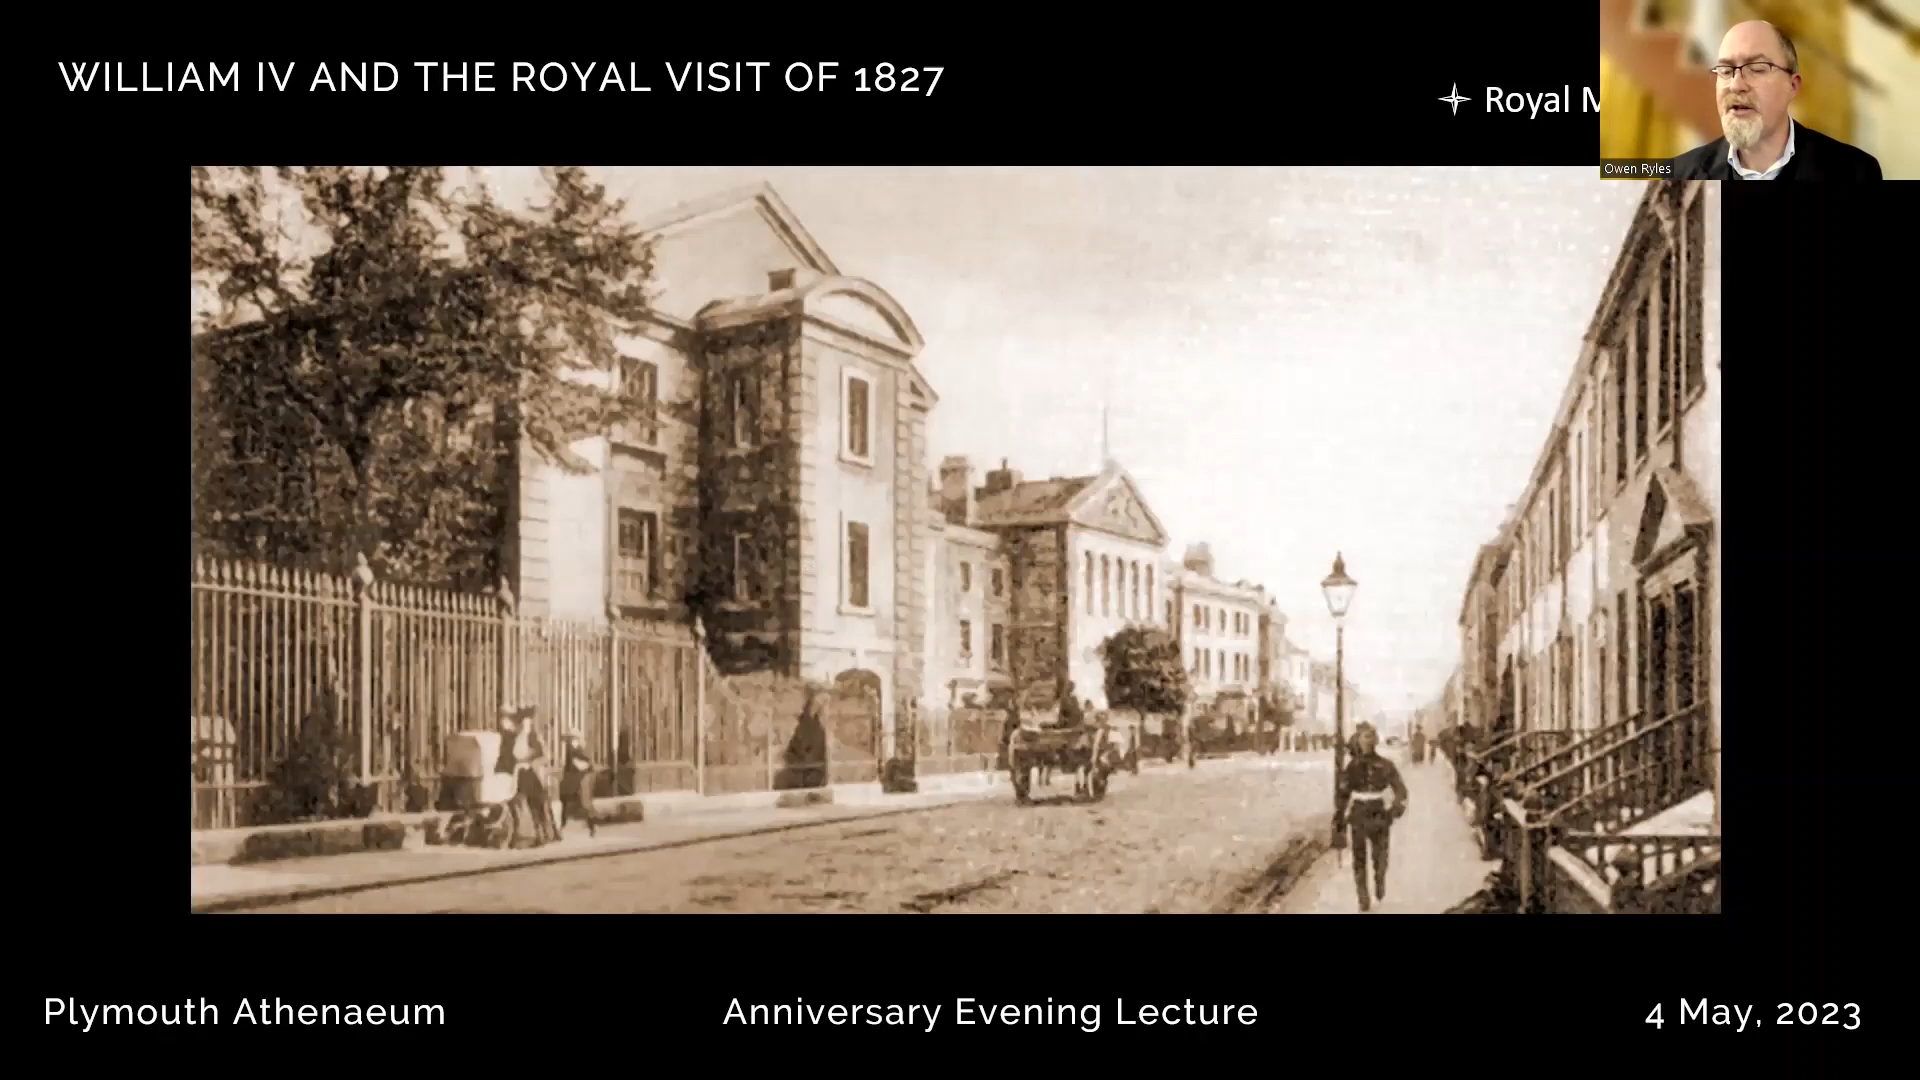 WILLIAM IV AND THE ROYAL VISIT OF 1827
Royal
Owen Ryles
Plymouth Athenaeum
Anniversary Evening Lecture
4 May, 2023